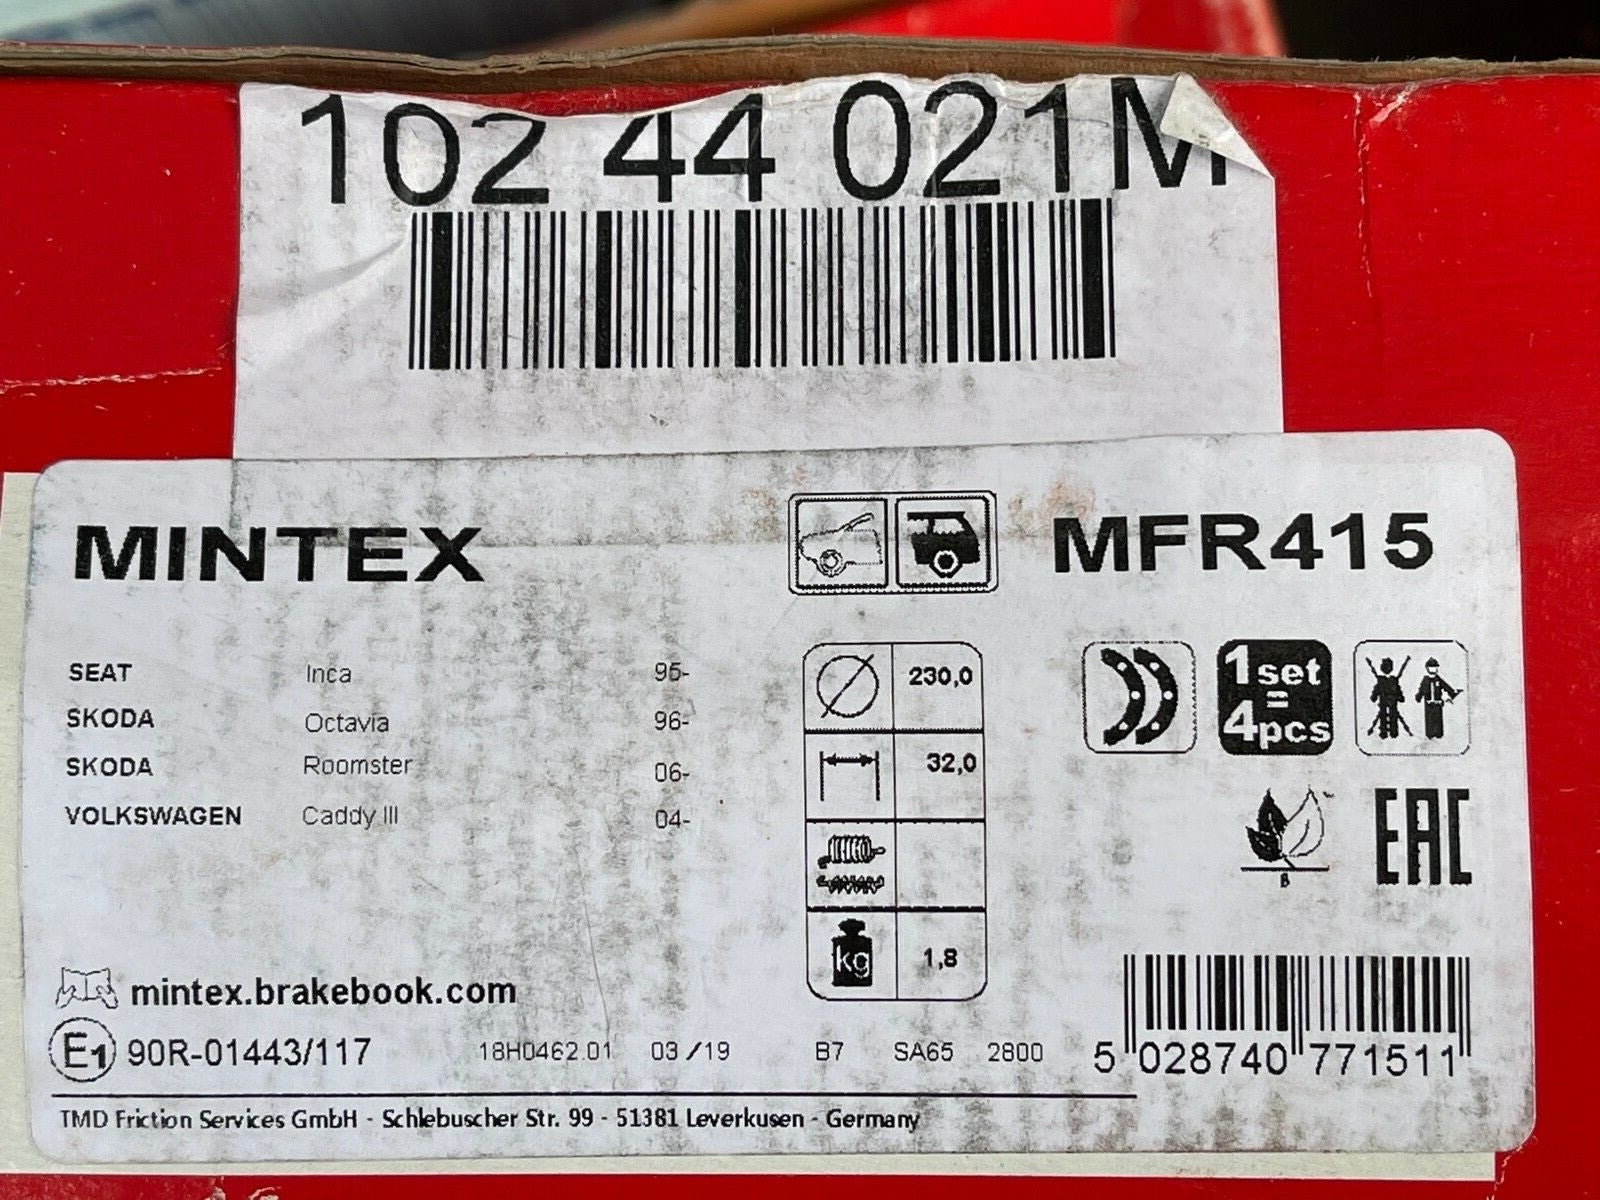 102 44 021M
MINTEX
MFR415
SEAT Inca 95-
SKODA Octavia 96-
SKODA Roomster 06-
VOLKSWAGEN Caddy III 04-
230,0
32,0
kg 1,8
1set
=
4pcs
B
EAC
mintex.brakebook.com
E1 90R-01443/117 18H0462.01 03/19 B7 SA65 2800
5 028740 771511
TMD Friction Services GmbH - Schlebuscher Str. 99 - 51381 Leverkusen - Germany